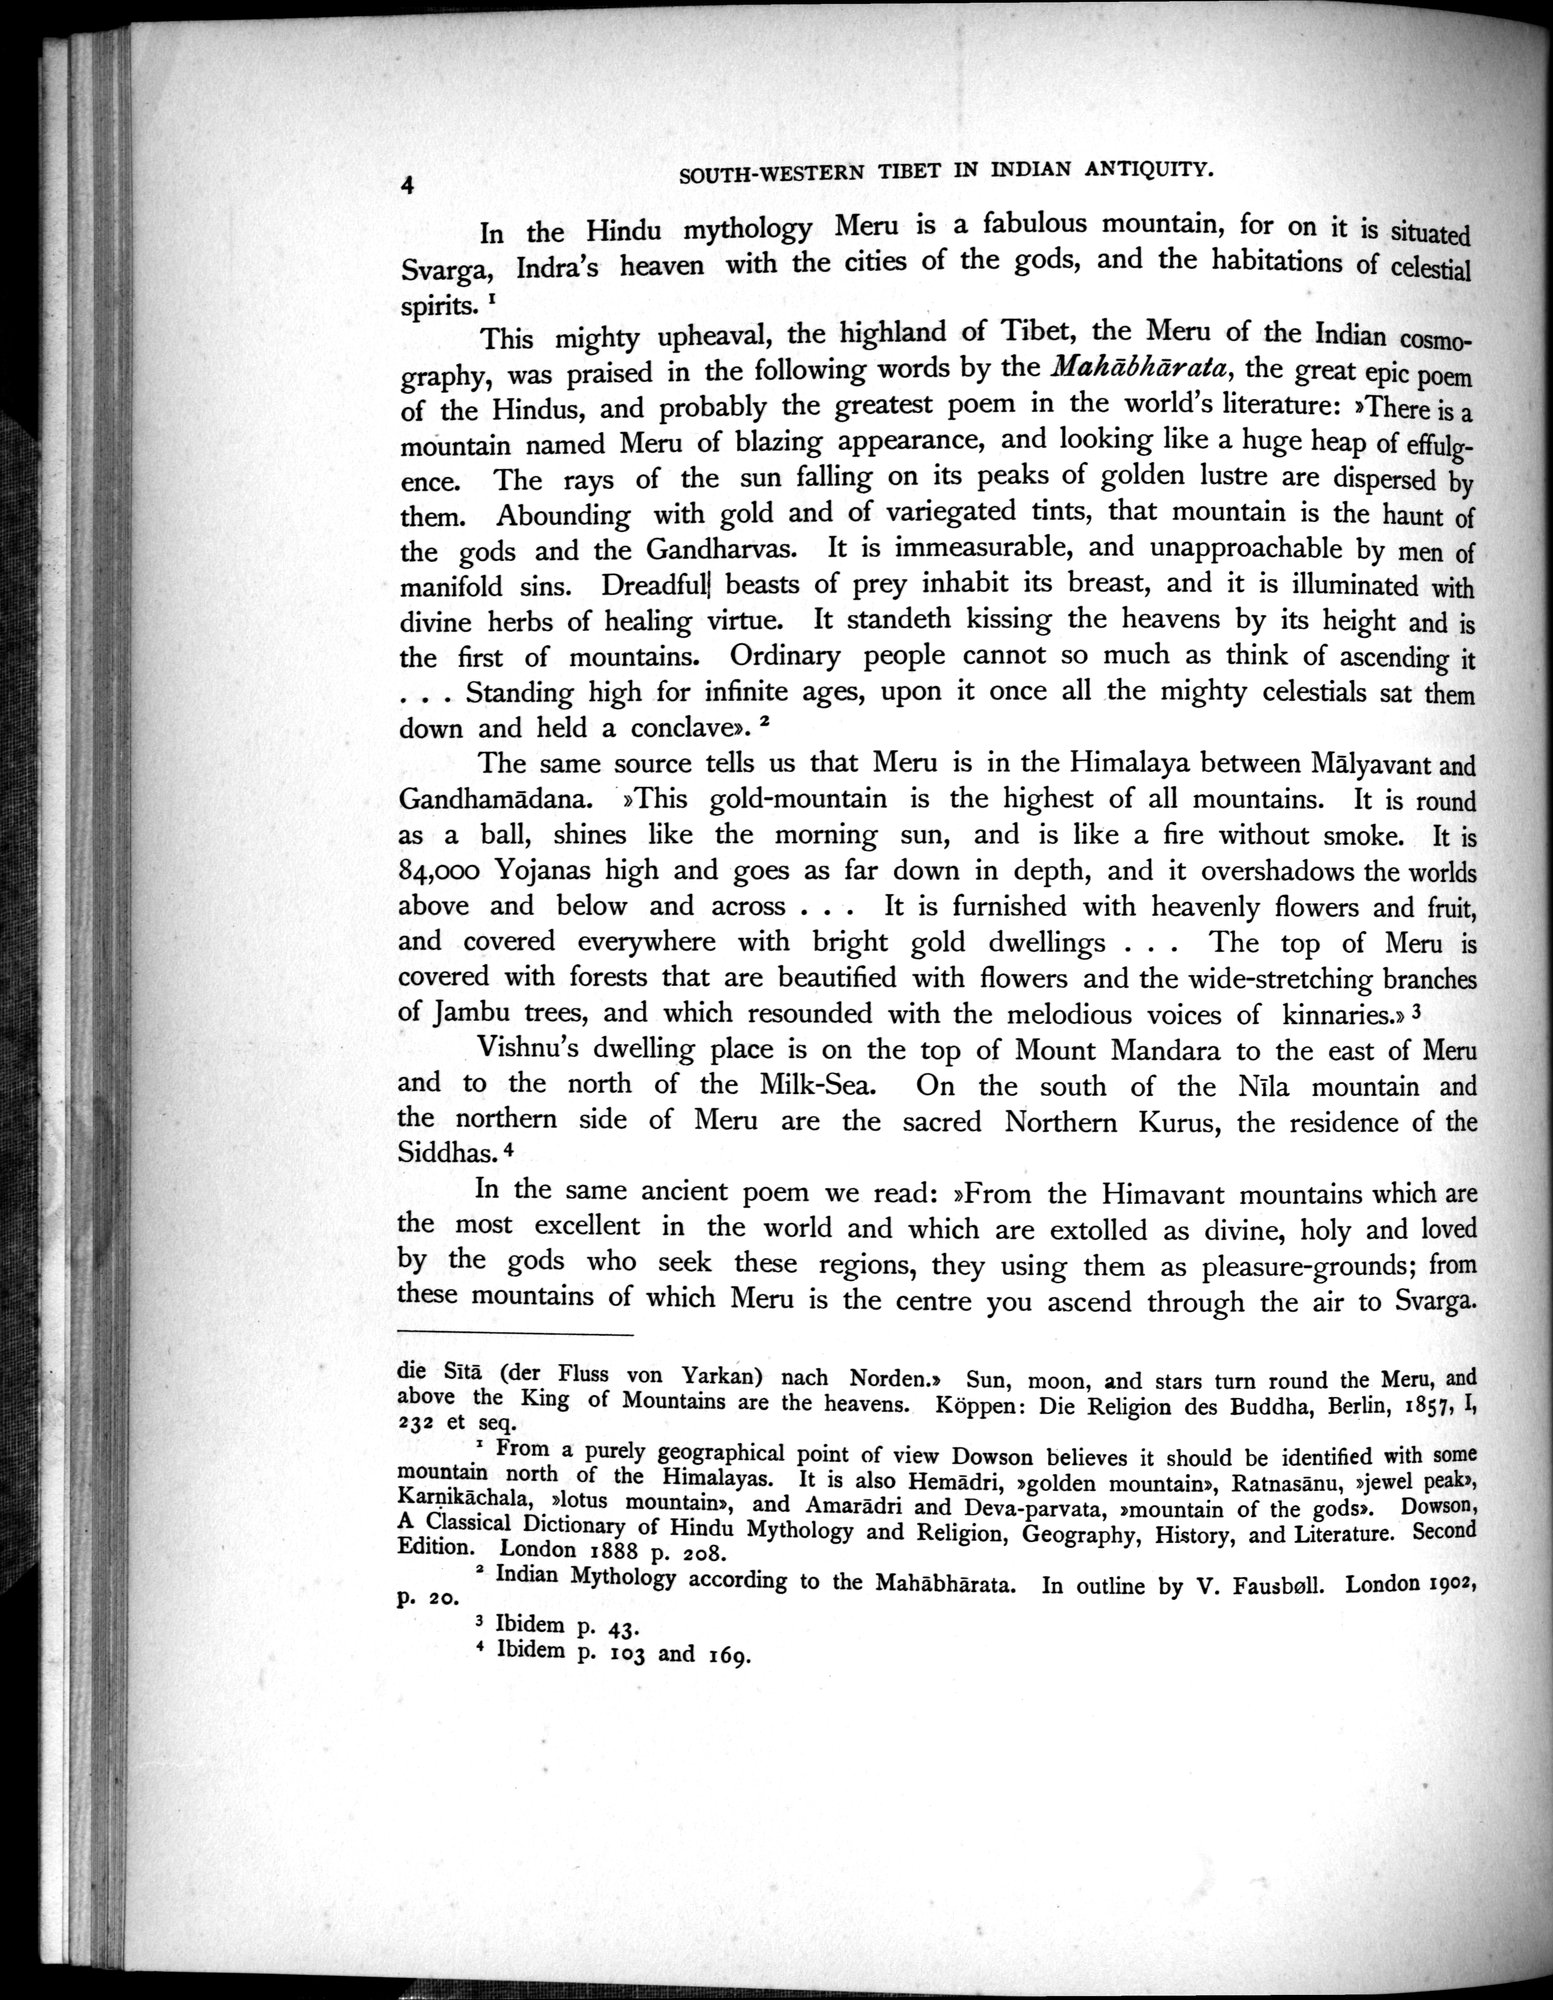 4
SOUTH-WESTERN TIBET IN INDIAN ANTIQUITY.
In the Hindu mythology Meru is a fabulous mountain, for on it is situated
Svarga, Indra's heaven with the cities of the gods, and the habitations of celestial
spirits. ¹
This mighty upheaval, the highland of Tibet, the Meru of the Indian cosmo-
graphy, was praised in the following words by the Mahābhārata, the great epic poem
of the Hindus, and probably the greatest poem in the world's literature: »There is a
mountain named Meru of blazing appearance, and looking like a huge heap of effulg-
ence. The rays of the sun falling on its peaks of golden lustre are dispersed by
them. Abounding with gold and of variegated tints, that mountain is the haunt of
the gods and the Gandharvas. It is immeasurable, and unapproachable by men of
manifold sins. Dreadful| beasts of prey inhabit its breast, and it is illuminated with
divine herbs of healing virtue. It standeth kissing the heavens by its height and is
the first of mountains. Ordinary people cannot so much as think of ascending it
. . . Standing high for infinite ages, upon it once all the mighty celestials sat them
down and held a conclave». ²
The same source tells us that Meru is in the Himalaya between Mālyavant and
Gandhamādana. »This gold-mountain is the highest of all mountains. It is round
as a ball, shines like the morning sun, and is like a fire without smoke. It is
84,000 Yojanas high and goes as far down in depth, and it overshadows the worlds
above and below and across . . . It is furnished with heavenly flowers and fruit,
and covered everywhere with bright gold dwellings . . . The top of Meru is
covered with forests that are beautified with flowers and the wide-stretching branches
of Jambu trees, and which resounded with the melodious voices of kinnaries.» ³
Vishnu's dwelling place is on the top of Mount Mandara to the east of Meru
and to the north of the Milk-Sea. On the south of the Nīla mountain and
the northern side of Meru are the sacred Northern Kurus, the residence of the
Siddhas. ⁴
In the same ancient poem we read: »From the Himavant mountains which are
the most excellent in the world and which are extolled as divine, holy and loved
by the gods who seek these regions, they using them as pleasure-grounds; from
these mountains of which Meru is the centre you ascend through the air to Svarga.
die Sītā (der Fluss von Yarkan) nach Norden.» Sun, moon, and stars turn round the Meru, and
above the King of Mountains are the heavens. Köppen: Die Religion des Buddha, Berlin, 1857, I,
232 et seq.
¹ From a purely geographical point of view Dowson believes it should be identified with some
mountain north of the Himalayas. It is also Hemādri, »golden mountain», Ratnasānu, »jewel peak»,
Karṇikāchala, »lotus mountain», and Amarādri and Deva-parvata, »mountain of the gods». Dowson,
A Classical Dictionary of Hindu Mythology and Religion, Geography, History, and Literature. Second
Edition. London 1888 p. 208.
² Indian Mythology according to the Mahābhārata. In outline by V. Fausbøll. London 1902,
p. 20.
³ Ibidem p. 43.
⁴ Ibidem p. 103 and 169.